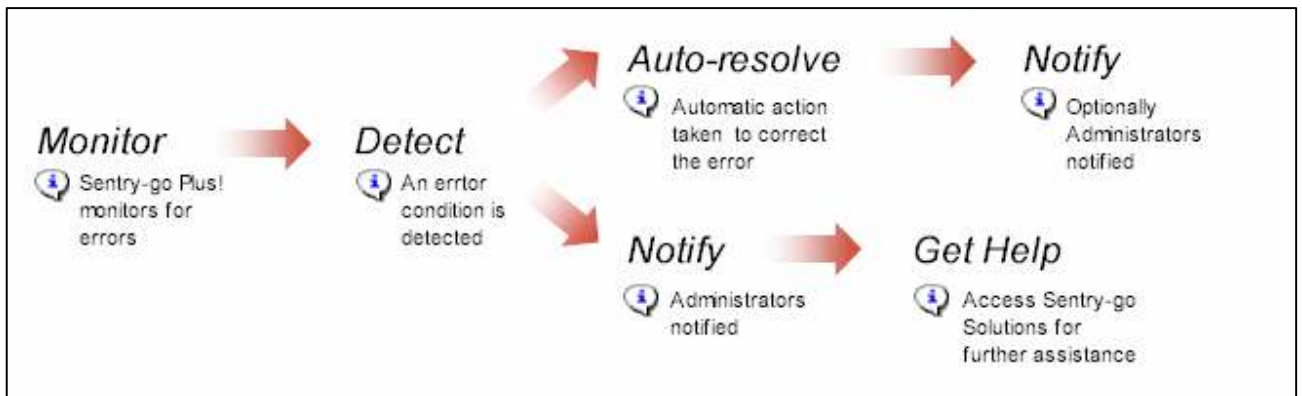 Monitor
Sentry-go Plus!
monitors for
errors
Detect
An errtor
condition is
detected
Auto-resolve
Automatic action
taken to correct
the error
Notify
Optionally
Administrators
notified
Notify
Administrators
notified
Get Help
Access Sentry-go
Solutions for
further assistance